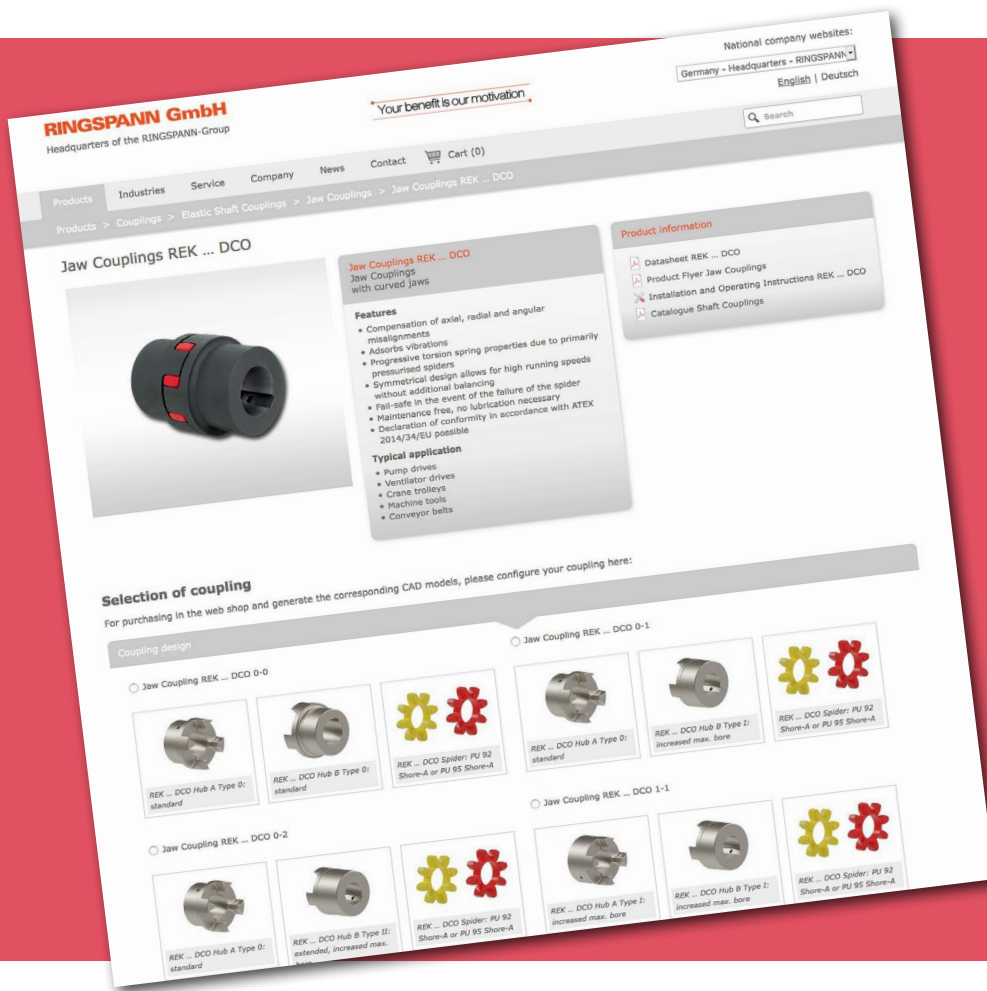 National company websites:
Germany - Headquarters - RINGSPANN
English | Deutsch
RINGSPANN GmbH
Headquarters of the RINGSPANN-Group
Your benefit is our motivation
Search
Products Industries Service Company News Contact Cart (0)
Products > Couplings > Elastic Shaft Couplings > Jaw Couplings > Jaw Couplings REK ... DCO
Jaw Couplings REK ... DCO
Jaw Couplings REK ... DCO
Jaw Couplings
with curved jaws
Features
• Compensation of axial, radial and angular
misalignments
• Adsorbs vibrations
• Progressive torsion spring properties due to primarily
pressurised spiders
• Symmetrical design allows for high running speeds
without additional balancing
• Fail-safe in the event of the failure of the spider
• Maintenance free, no lubrication necessary
• Declaration of conformity in accordance with ATEX
2014/34/EU possible
Typical application
• Pump drives
• Ventilator drives
• Crane trolleys
• Machine tools
• Conveyor belts
Product information
Datasheet REK ... DCO
Product Flyer Jaw Couplings
Installation and Operating Instructions REK ... DCO
Catalogue Shaft Couplings
Selection of coupling
For purchasing in the web shop and generate the corresponding CAD models, please configure your coupling here:
Coupling design
Jaw Coupling REK ... DCO 0-0
REK ... DCO Hub A Type 0:
standard
REK ... DCO Hub B Type 0:
standard
REK ... DCO Spider: PU 92
Shore-A or PU 95 Shore-A
Jaw Coupling REK ... DCO 0-1
REK ... DCO Hub A Type 0:
standard
REK ... DCO Hub B Type I:
increased max. bore
REK ... DCO Spider: PU 92
Shore-A or PU 95 Shore-A
Jaw Coupling REK ... DCO 0-2
REK ... DCO Hub A Type 0:
standard
REK ... DCO Hub B Type II:
extended, increased max.
bore
REK ... DCO Spider: PU 92
Shore-A or PU 95 Shore-A
Jaw Coupling REK ... DCO 1-1
REK ... DCO Hub A Type I:
increased max. bore
REK ... DCO Hub B Type I:
increased max. bore
REK ... DCO Spider: PU 92
Shore-A or PU 95 Shore-A